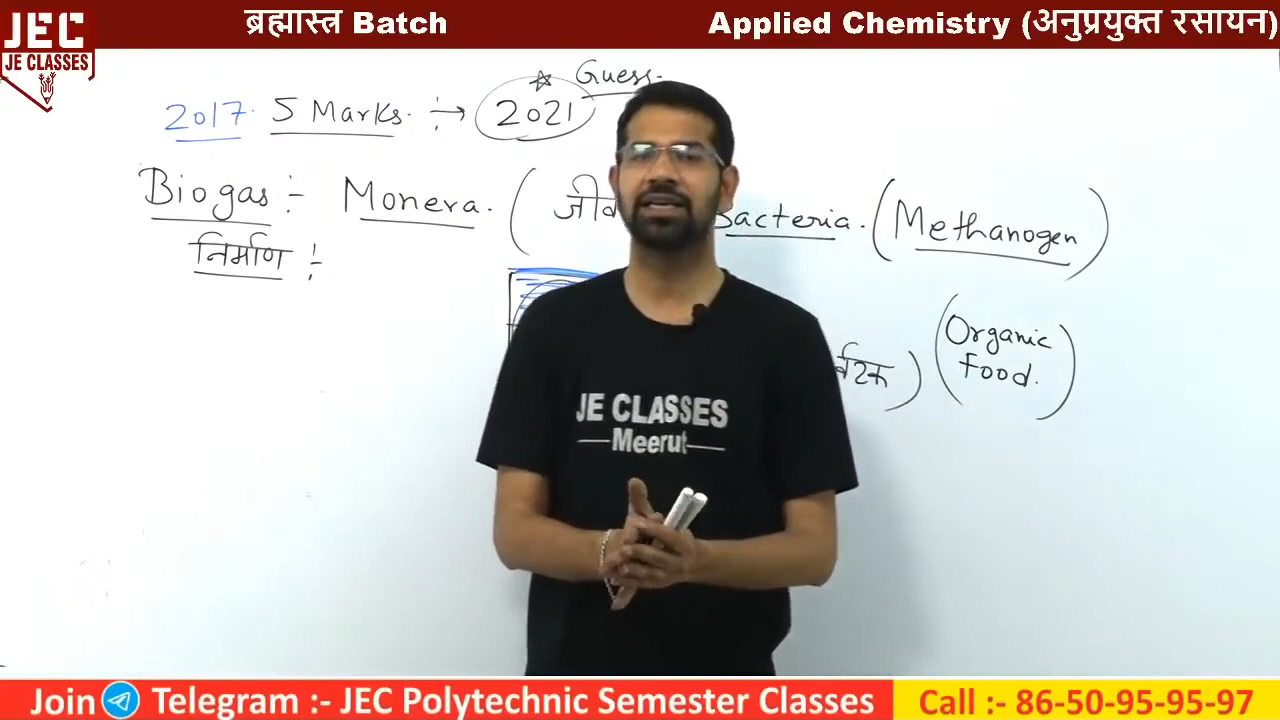 JEC
JE CLASSES
ब्रह्मास्त्र Batch
Applied Chemistry (अनुप्रयुक्त रसायन)
Guess.
2017. 5 Marks. 2021
Biogas :- Monera. ( Bacteria. (Methanogen)
निर्माण :-
(Organic
Food.)
JE CLASSES
Meerut
Join Telegram :- JEC Polytechnic Semester Classes
Call :- 86-50-95-95-97